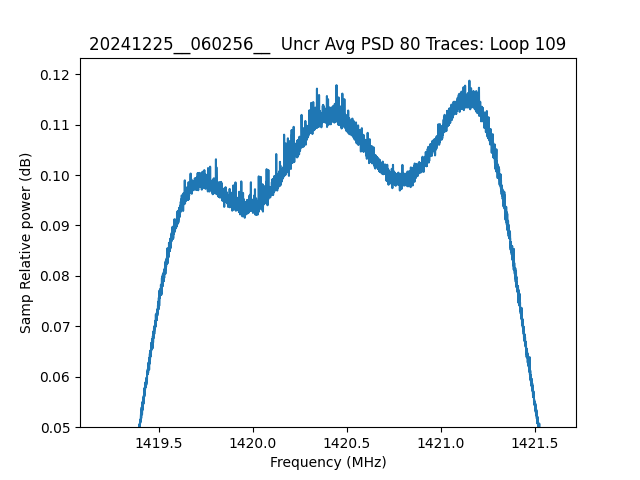 20241225__060256__  Uncr Avg PSD 80 Traces: Loop 109
0.12
0.11
0.10
0.09
0.08
0.07
0.06
0.05
Samp Relative power (dB)
1419.5 1420.0 1420.5 1421.0 1421.5
Frequency (MHz)